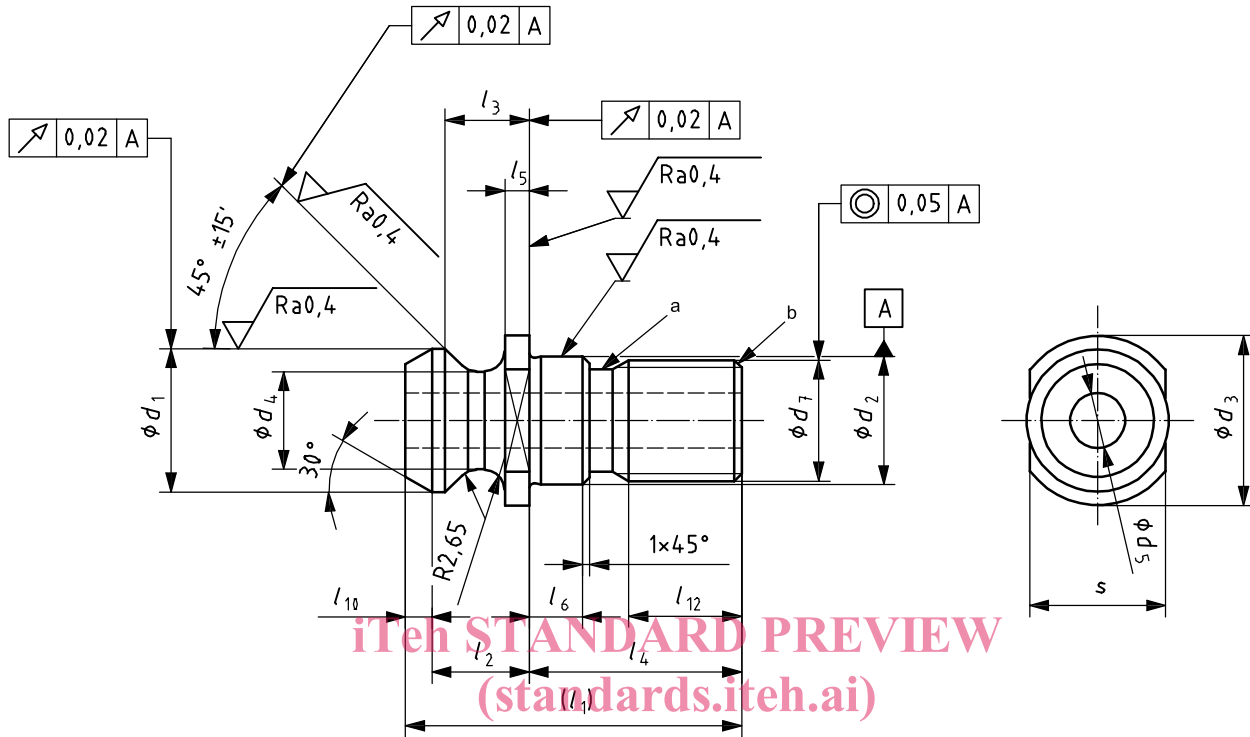 0,02 A
l3
0,02 A
0,02 A
l5
Ra0,4
Ra0,4
Ra0,4
0,05 A
45° ±15'
Ra0,4
a
b
A
ϕd1
ϕd4
30°
ϕd7
ϕd2
ϕd3
R2,65
1×45°
ϕd5
l10
l6
l12
s
iTeh STANDARD PREVIEW
l2
l4
(standards.iteh.ai)
(l1)